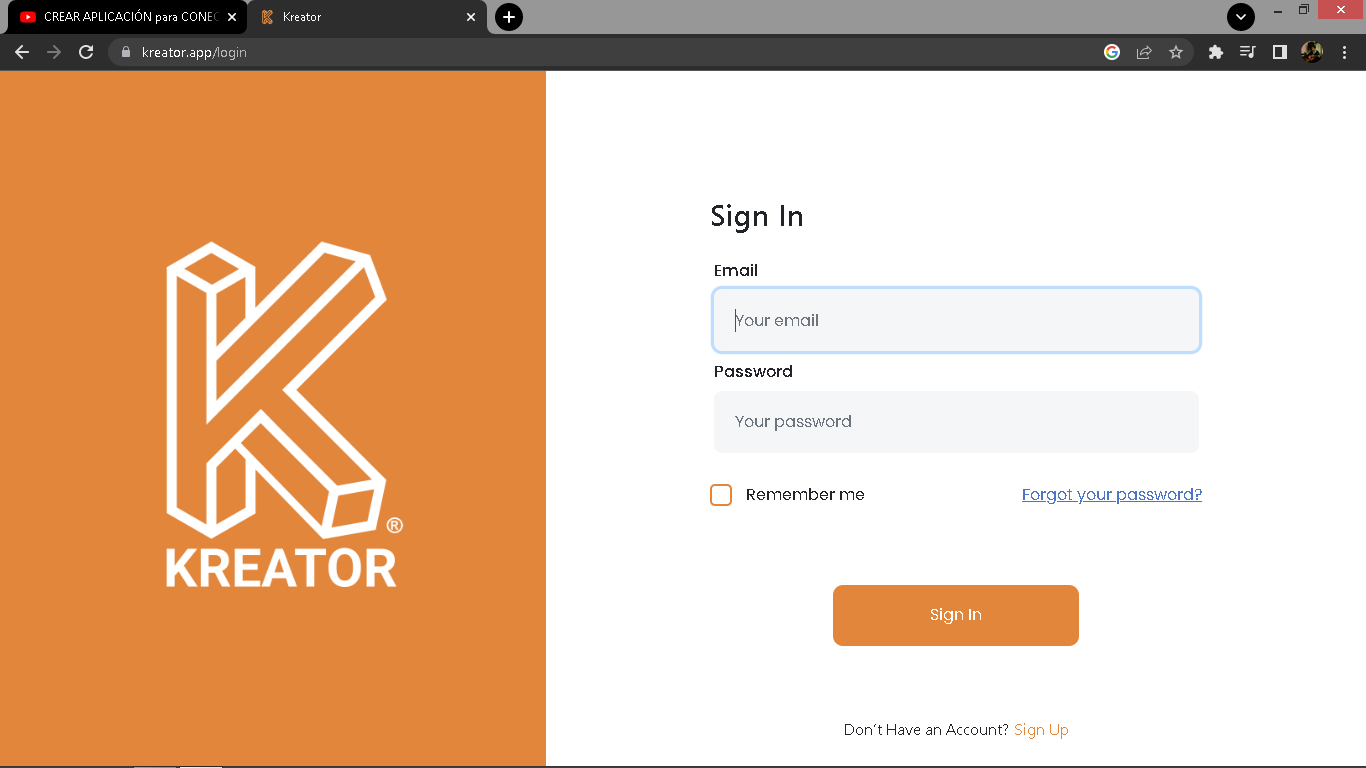 CREAR APLICACIÓN para CONEC
Kreator
kreator.app/login
Sign In
Email
Your email
Password
Your password
Remember me
Forgot your password?
Sign In
Don't Have an Account? Sign Up
®
KREATOR